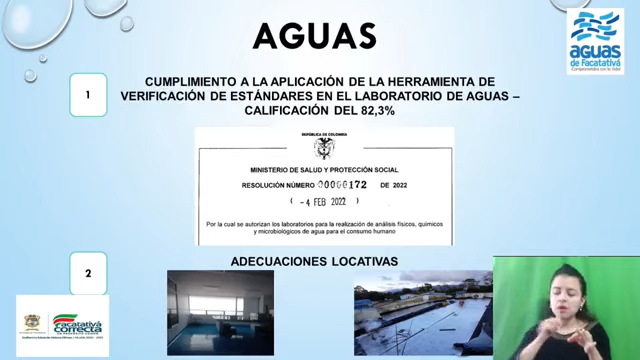 AGUAS
aguas
de Facatativá
1
CUMPLIMIENTO A LA APLICACIÓN DE LA HERRAMIENTA DE
VERIFICACIÓN DE ESTÁNDARES EN EL LABORATORIO DE AGUAS –
CALIFICACIÓN DEL 82,3%
REPÚBLICA DE COLOMBIA
MINISTERIO DE SALUD Y PROTECCIÓN SOCIAL
RESOLUCIÓN NÚMERO 00000172 DE 2022
( - 4 FEB 2022 )
Por la cual se autorizan los laboratorios para la realización de análisis físicos, químicos
y microbiológicos de agua para el consumo humano
2
ADECUACIONES LOCATIVAS
Facatativá
correcta